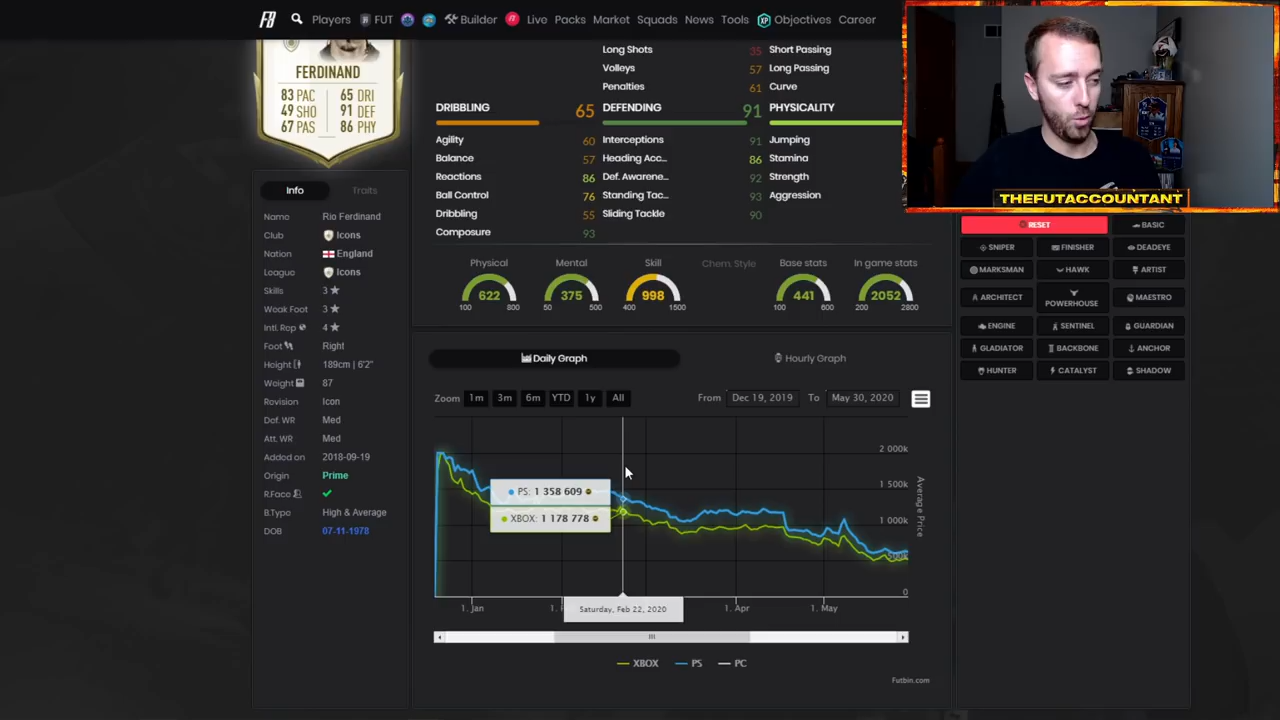 FB Players FUT Builder Live Packs Market Squads News Tools XP Objectives Career
FERDINAND
83 PAC 65 DRI
49 SHO 91 DEF
67 PAS 86 PHY
Long Shots 35 Short Passing
Volleys 57 Long Passing
Penalties 61 Curve
DRIBBLING 65 DEFENDING 91 PHYSICALITY
Agility 60 Interceptions 91 Jumping
Balance 57 Heading Acc... 86 Stamina
Reactions 86 Def. Awarene... 92 Strength
Ball Control 76 Standing Tac... 93 Aggression
Dribbling 55 Sliding Tackle 90
Composure 93
Physical Mental Skill Chem. Style Base stats In game stats
622 375 998 441 2052
100 800 50 500 400 1500 100 600 200 2800
Info Traits
Name Rio Ferdinand
Club Icons
Nation England
League Icons
Skills 3 ★
Weak Foot 3 ★
Intl. Rep 4 ★
Foot Right
Height 189cm | 6'2"
Weight 87
Revision Icon
Def. WR Med
Att. WR Med
Added on 2018-09-19
Origin Prime
R.Face
B.Type High & Average
DOB 07-11-1978
THEFUTACCOUNTANT
RESET BASIC
SNIPER FINISHER DEADEYE
MARKSMAN HAWK ARTIST
ARCHITECT POWERHOUSE MAESTRO
ENGINE SENTINEL GUARDIAN
GLADIATOR BACKBONE ANCHOR
HUNTER CATALYST SHADOW
Daily Graph Hourly Graph
Zoom 1m 3m 6m YTD 1y All From Dec 19, 2019 To May 30, 2020
2 000k
1 500k
1 000k
500k
0
Average Price
PS: 1 358 609
XBOX: 1 178 778
1. Jan 1. Apr 1. May
Saturday, Feb 22, 2020
XBOX PS PC
Futbin.com